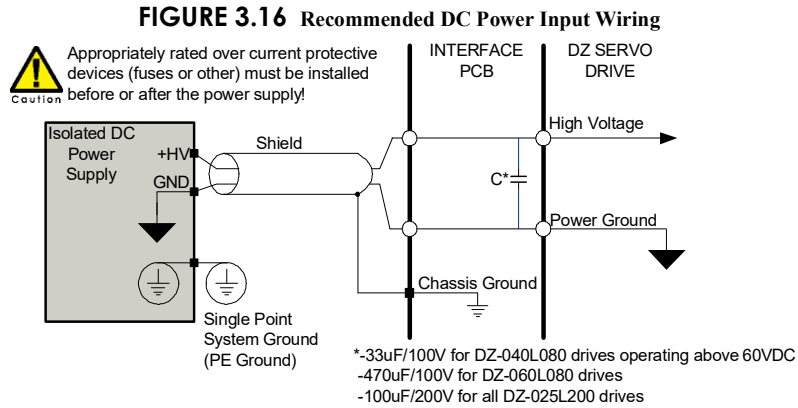 FIGURE 3.16 Recommended DC Power Input Wiring
Appropriately rated over current protective
devices (fuses or other) must be installed
before or after the power supply!
Caution
INTERFACE
PCB
DZ SERVO
DRIVE
Isolated DC
Power
Supply
+HV
GND
Shield
High Voltage
C*
Power Ground
Chassis Ground
Single Point
System Ground
(PE Ground)
*-33uF/100V for DZ-040L080 drives operating above 60VDC
-470uF/100V for DZ-060L080 drives
-100uF/200V for all DZ-025L200 drives